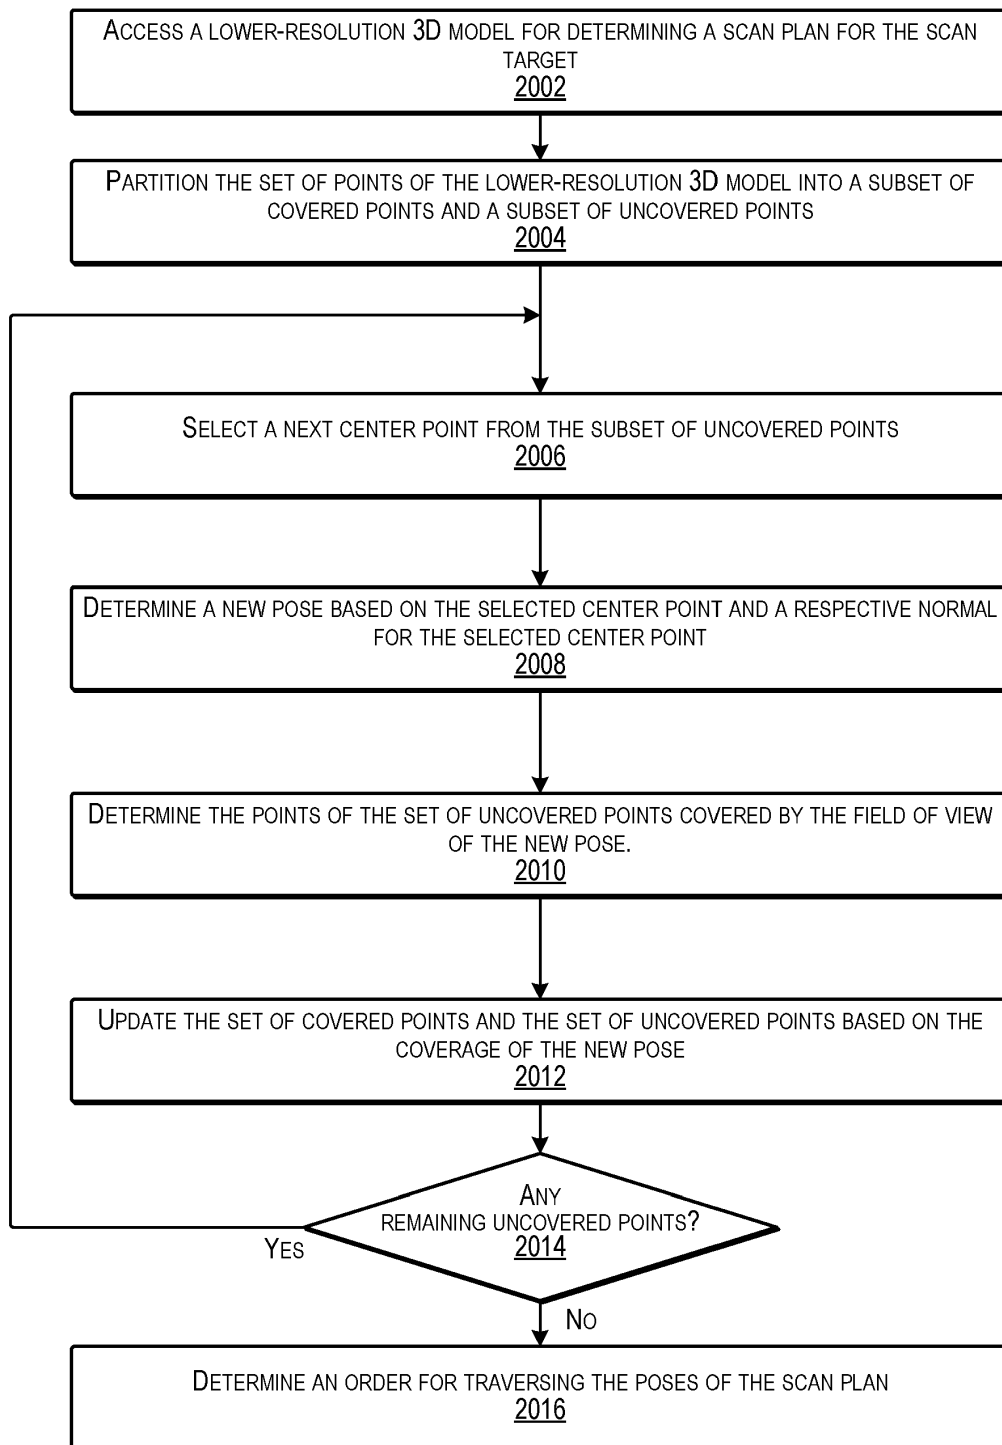 ACCESS A LOWER-RESOLUTION 3D MODEL FOR DETERMINING A SCAN PLAN FOR THE SCAN
TARGET
2002
PARTITION THE SET OF POINTS OF THE LOWER-RESOLUTION 3D MODEL INTO A SUBSET OF
COVERED POINTS AND A SUBSET OF UNCOVERED POINTS
2004
SELECT A NEXT CENTER POINT FROM THE SUBSET OF UNCOVERED POINTS
2006
DETERMINE A NEW POSE BASED ON THE SELECTED CENTER POINT AND A RESPECTIVE NORMAL
FOR THE SELECTED CENTER POINT
2008
DETERMINE THE POINTS OF THE SET OF UNCOVERED POINTS COVERED BY THE FIELD OF VIEW
OF THE NEW POSE.
2010
UPDATE THE SET OF COVERED POINTS AND THE SET OF UNCOVERED POINTS BASED ON THE
COVERAGE OF THE NEW POSE
2012
ANY
REMAINING UNCOVERED POINTS?
2014
YES
NO
DETERMINE AN ORDER FOR TRAVERSING THE POSES OF THE SCAN PLAN
2016